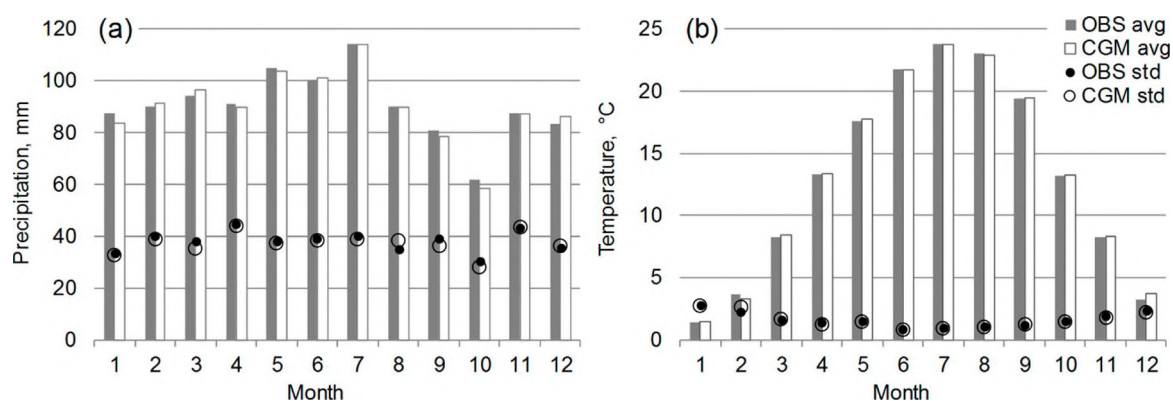 (a)
120
100
80
60
40
20
0
Precipitation, mm
1 2 3 4 5 6 7 8 9 10 11 12
Month
(b)
25
20
15
10
5
0
Temperature, °C
1 2 3 4 5 6 7 8 9 10 11 12
Month
OBS avg
CGM avg
OBS std
CGM std